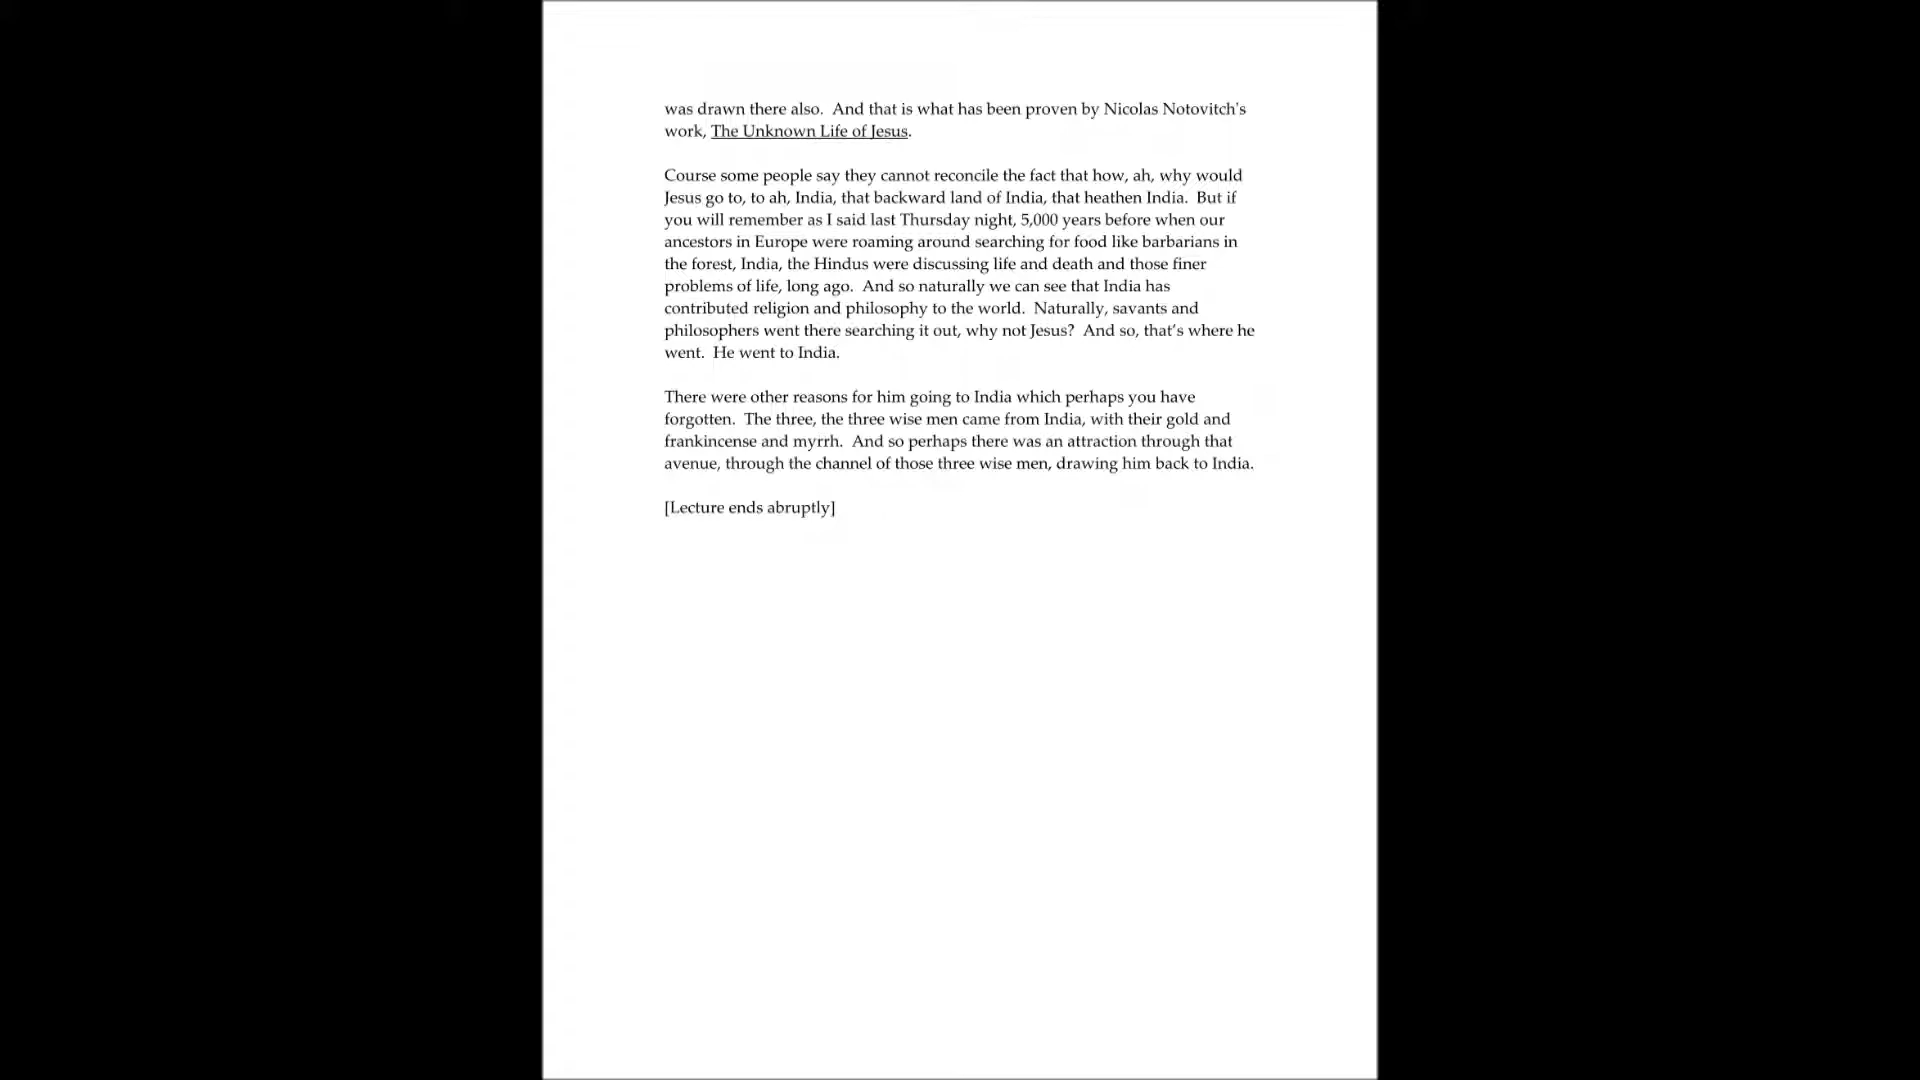 was drawn there also.  And that is what has been proven by Nicolas Notovitch's
work, The Unknown Life of Jesus.
Course some people say they cannot reconcile the fact that how, ah, why would
Jesus go to, to ah, India, that backward land of India, that heathen India.  But if
you will remember as I said last Thursday night, 5,000 years before when our
ancestors in Europe were roaming around searching for food like barbarians in
the forest, India, the Hindus were discussing life and death and those finer
problems of life, long ago.  And so naturally we can see that India has
contributed religion and philosophy to the world.  Naturally, savants and
philosophers went there searching it out, why not Jesus?  And so, that’s where he
went.  He went to India.
There were other reasons for him going to India which perhaps you have
forgotten.  The three, the three wise men came from India, with their gold and
frankincense and myrrh.  And so perhaps there was an attraction through that
avenue, through the channel of those three wise men, drawing him back to India.
[Lecture ends abruptly]